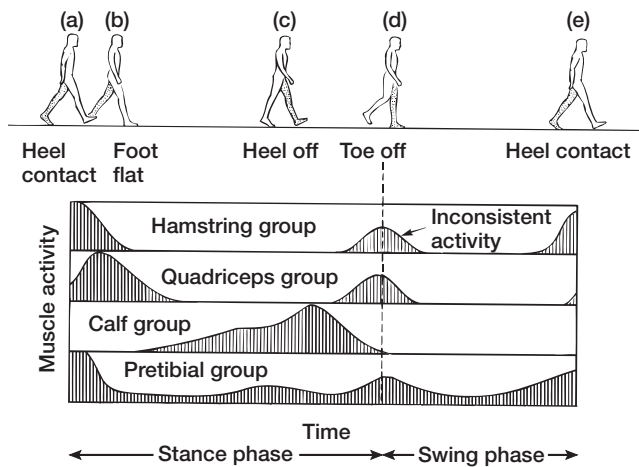 (a) (b) (c) (d) (e)
Heel contact
Foot flat
Heel off
Toe off
Heel contact
Hamstring group
Inconsistent activity
Quadriceps group
Calf group
Pretibial group
Muscle activity
Time
Stance phase
Swing phase